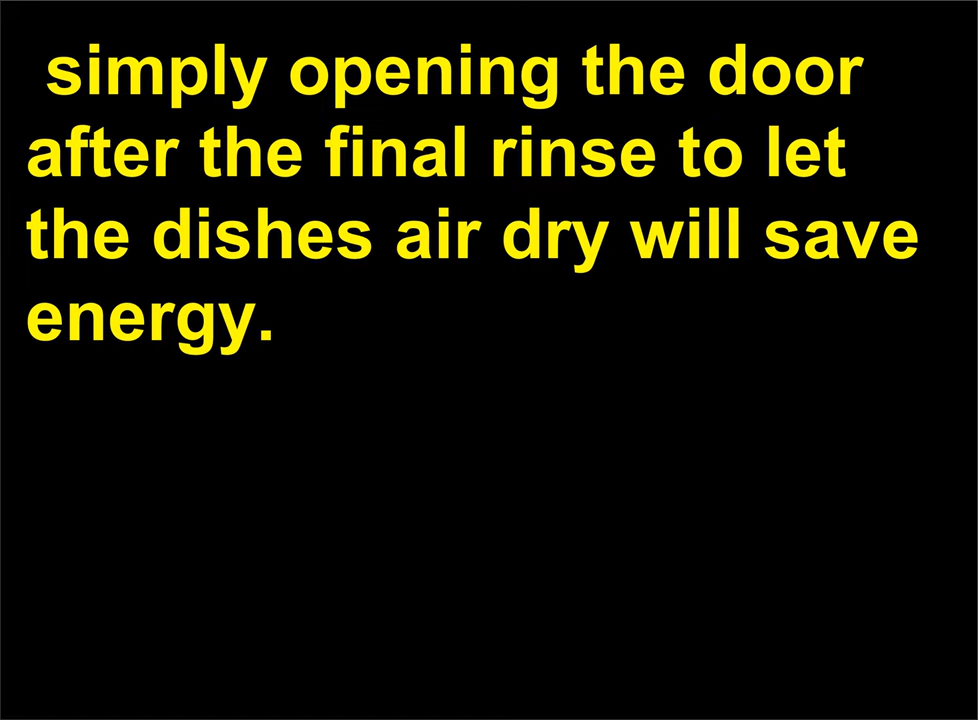 simply opening the door
after the final rinse to let
the dishes air dry will save
energy.